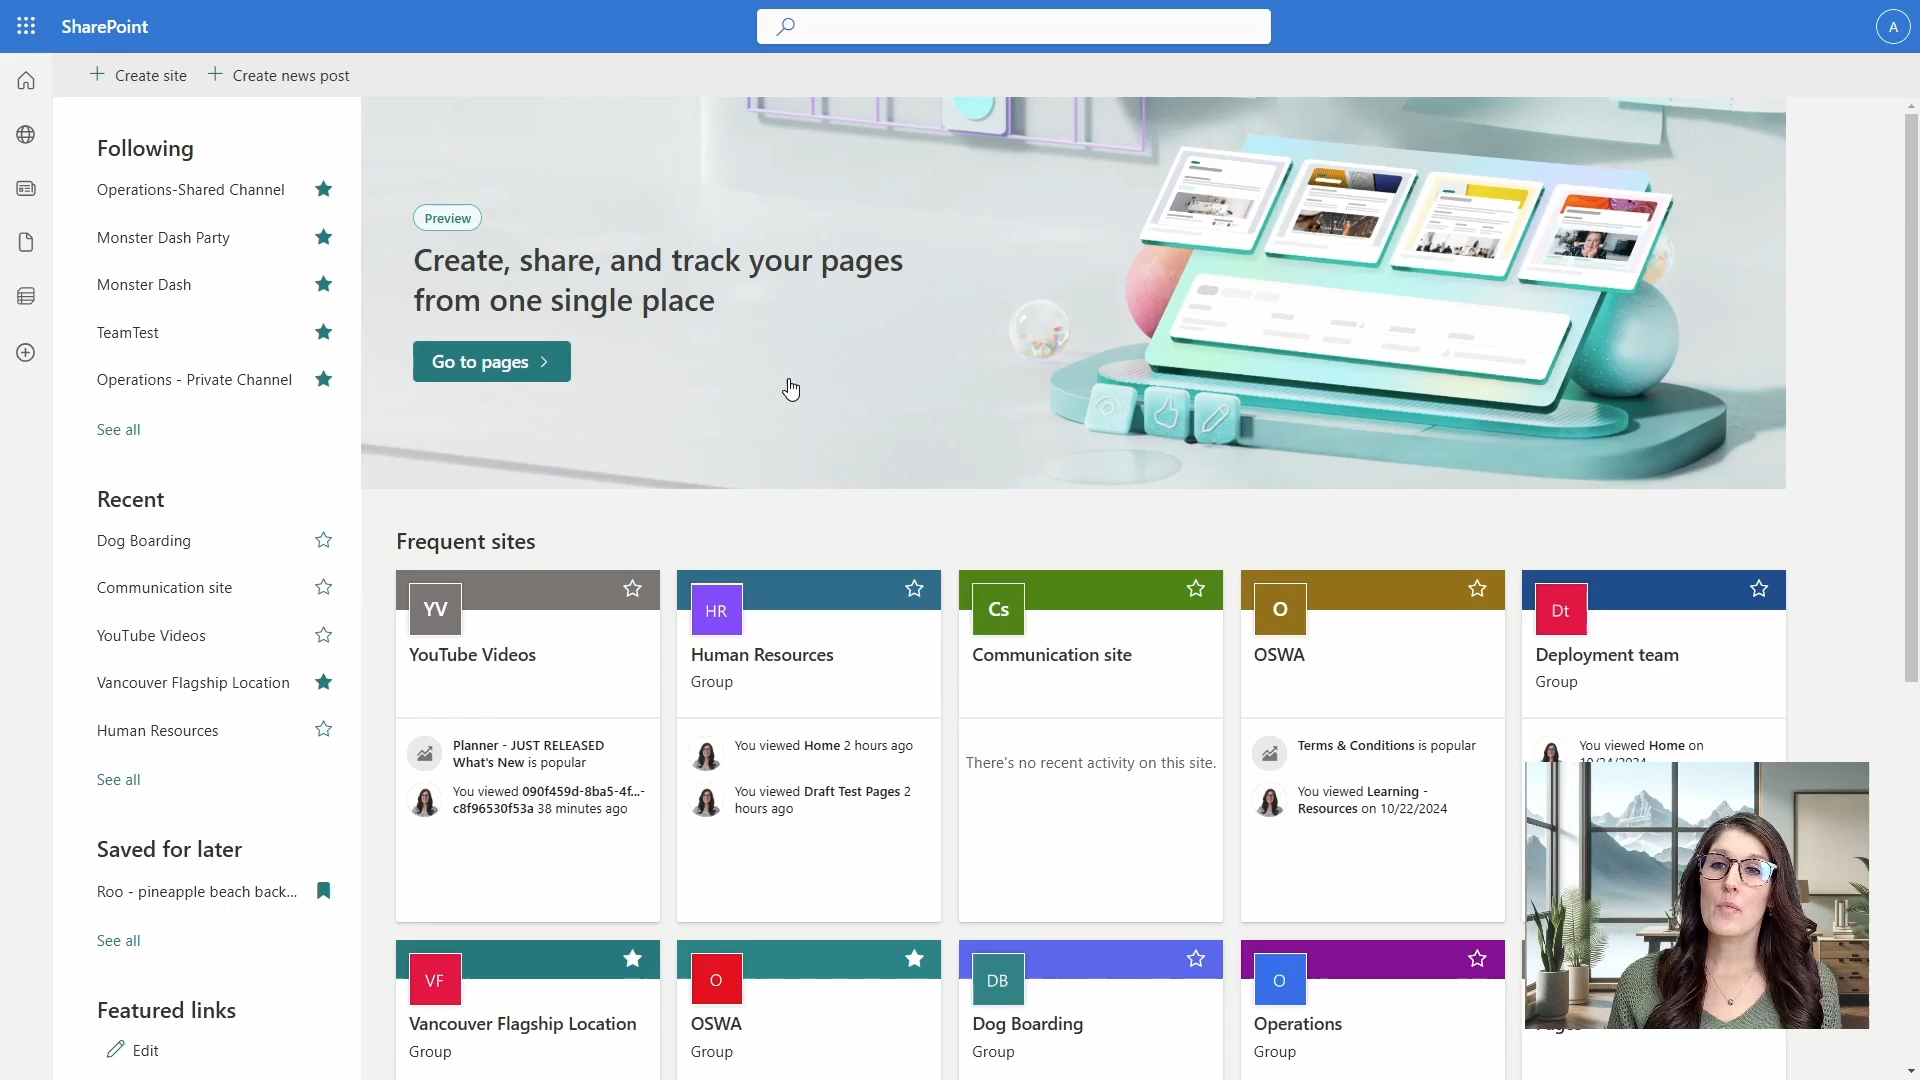 SharePoint
A
Create site
Create news post
Following
Operations-Shared Channel
Monster Dash Party
Monster Dash
TeamTest
Operations - Private Channel
See all
Recent
Dog Boarding
Communication site
YouTube Videos
Vancouver Flagship Location
Human Resources
See all
Saved for later
Roo - pineapple beach back...
See all
Featured links
Edit
Preview
Create, share, and track your pages
from one single place
Go to pages
Frequent sites
YV
YouTube Videos
Planner - JUST RELEASED
What's New is popular
You viewed 090f459d-8ba5-4f...-
c8f96530f53a 38 minutes ago
HR
Human Resources
Group
You viewed Home 2 hours ago
You viewed Draft Test Pages 2
hours ago
Cs
Communication site
There's no recent activity on this site.
O
OSWA
Terms & Conditions is popular
You viewed Learning -
Resources on 10/22/2024
Dt
Deployment team
Group
You viewed Home on
10/24/2024
VF
Vancouver Flagship Location
Group
O
OSWA
Group
DB
Dog Boarding
Group
O
Operations
Group